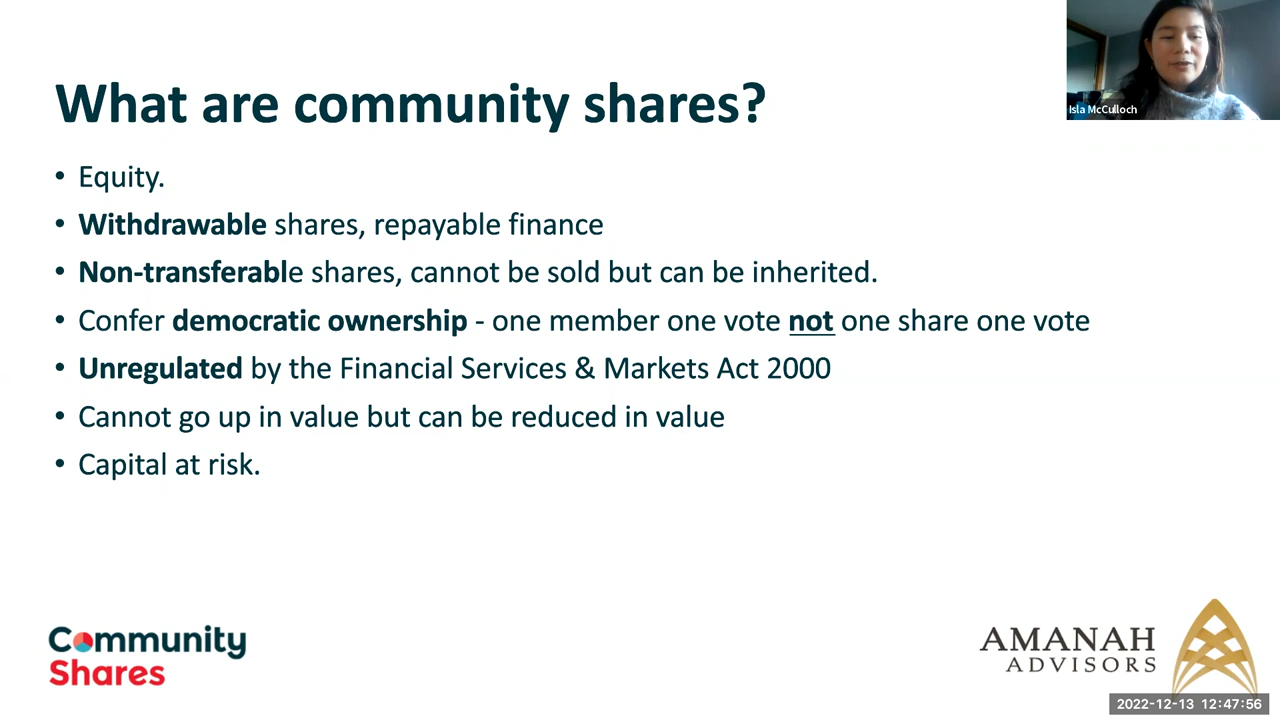 What are community shares?
Isla McCulloch
• Equity.
• Withdrawable shares, repayable finance
• Non-transferable shares, cannot be sold but can be inherited.
• Confer democratic ownership - one member one vote not one share one vote
• Unregulated by the Financial Services & Markets Act 2000
• Cannot go up in value but can be reduced in value
• Capital at risk.
Community
Shares
AMANAH
ADVISORS
2022-12-13 12:47:56